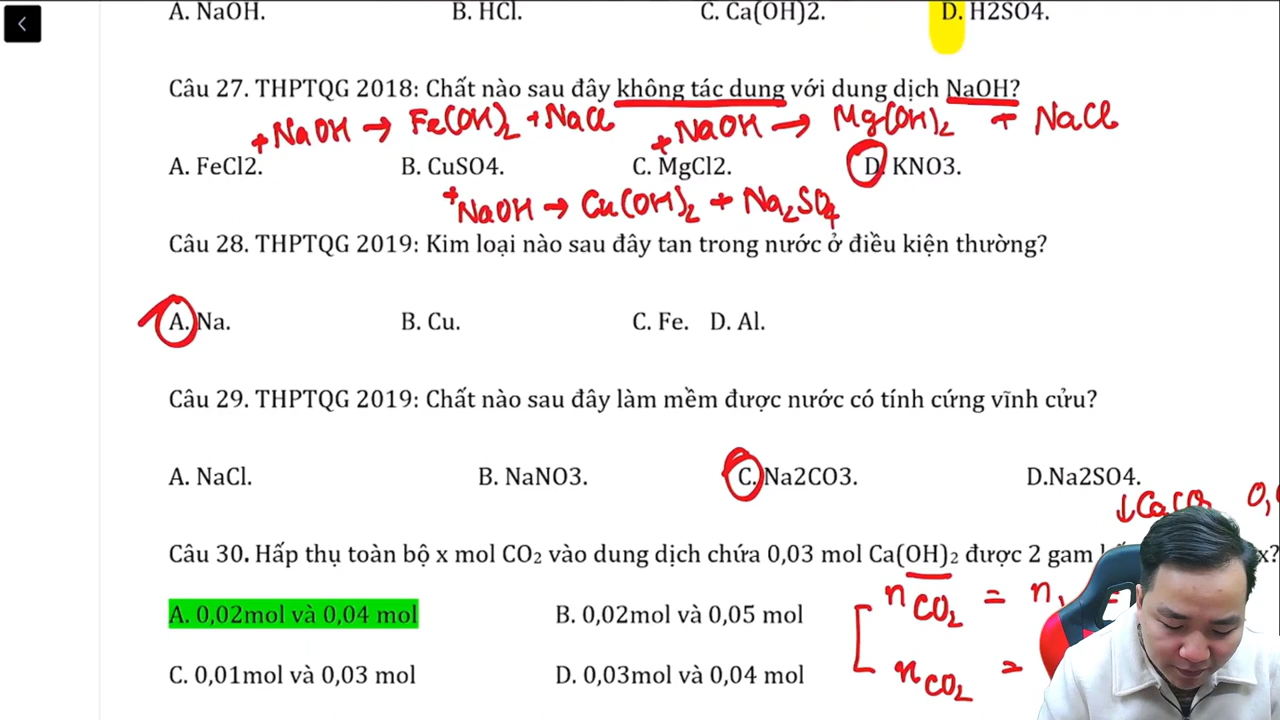 A. NaOH. B. HCl. C. Ca(OH)2. D. H2SO4.
Câu 27. THPTQG 2018: Chất nào sau đây không tác dụng với dung dịch NaOH?
+ NaOH → Fe(OH)₂ + NaCl + NaOH → Mg(OH)₂ + NaCl
A. FeCl2. B. CuSO4. C. MgCl2. D. KNO3.
+ NaOH → Cu(OH)₂ + Na₂SO₄
Câu 28. THPTQG 2019: Kim loại nào sau đây tan trong nước ở điều kiện thường?
A. Na. B. Cu. C. Fe. D. Al.
Câu 29. THPTQG 2019: Chất nào sau đây làm mềm được nước có tính cứng vĩnh cửu?
A. NaCl. B. NaNO3. C. Na2CO3. D.Na2SO4.
↓CaCO₃ 0,
Câu 30. Hấp thụ toàn bộ x mol CO₂ vào dung dịch chứa 0,03 mol Ca(OH)₂ được 2 gam x?
n CO₂ = n↓ =
A. 0,02mol và 0,04 mol B. 0,02mol và 0,05 mol
n CO₂ =
C. 0,01mol và 0,03 mol D. 0,03mol và 0,04 mol